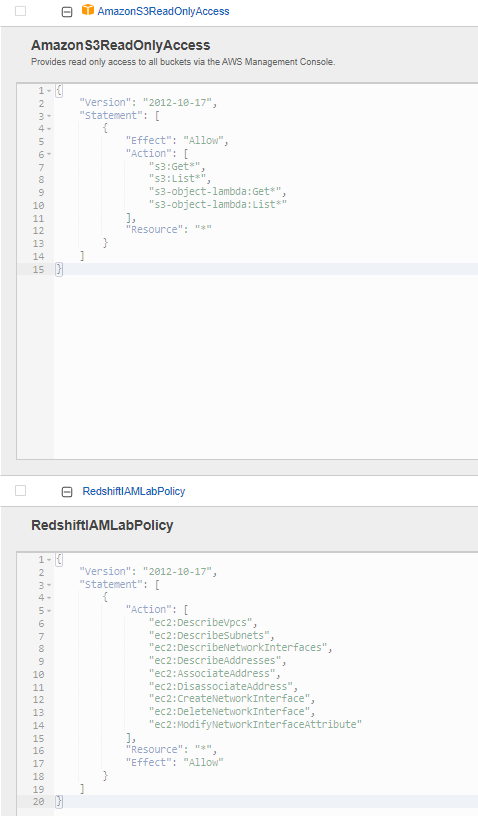 AmazonS3ReadOnlyAccess
AmazonS3ReadOnlyAccess
Provides read only access to all buckets via the AWS Management Console.
1 {
2 "Version": "2012-10-17",
3 "Statement": [
4 {
5 "Effect": "Allow",
6 "Action": [
7 "s3:Get*",
8 "s3:List*",
9 "s3-object-lambda:Get*",
10 "s3-object-lambda:List*"
11 ],
12 "Resource": "*"
13 }
14 ]
15 }
RedshiftIAMLabPolicy
RedshiftIAMLabPolicy
1 {
2 "Version": "2012-10-17",
3 "Statement": [
4 {
5 "Action": [
6 "ec2:DescribeVpcs",
7 "ec2:DescribeSubnets",
8 "ec2:DescribeNetworkInterfaces",
9 "ec2:DescribeAddresses",
10 "ec2:AssociateAddress",
11 "ec2:DisassociateAddress",
12 "ec2:CreateNetworkInterface",
13 "ec2:DeleteNetworkInterface",
14 "ec2:ModifyNetworkInterfaceAttribute"
15 ],
16 "Resource": "*",
17 "Effect": "Allow"
18 }
19 ]
20 }